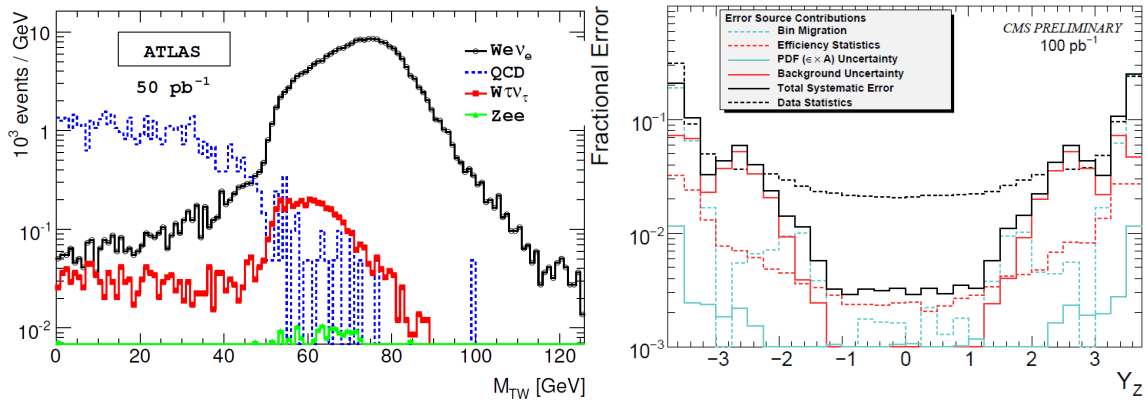 10³ events / GeV
10
1
10⁻¹
10⁻²
ATLAS
50 pb⁻¹
Weνₑ
QCD
Wτν_τ
Zee
0 20 40 60 80 100 120
M_TW [GeV]
Fractional Error
10⁻¹
10⁻²
10⁻³
Error Source Contributions
Bin Migration
Efficiency Statistics
PDF (∈× A) Uncertainty
Background Uncertainty
Total Systematic Error
Data Statistics
CMS PRELIMINARY
100 pb⁻¹
-3 -2 -1 0 1 2 3
Y_Z